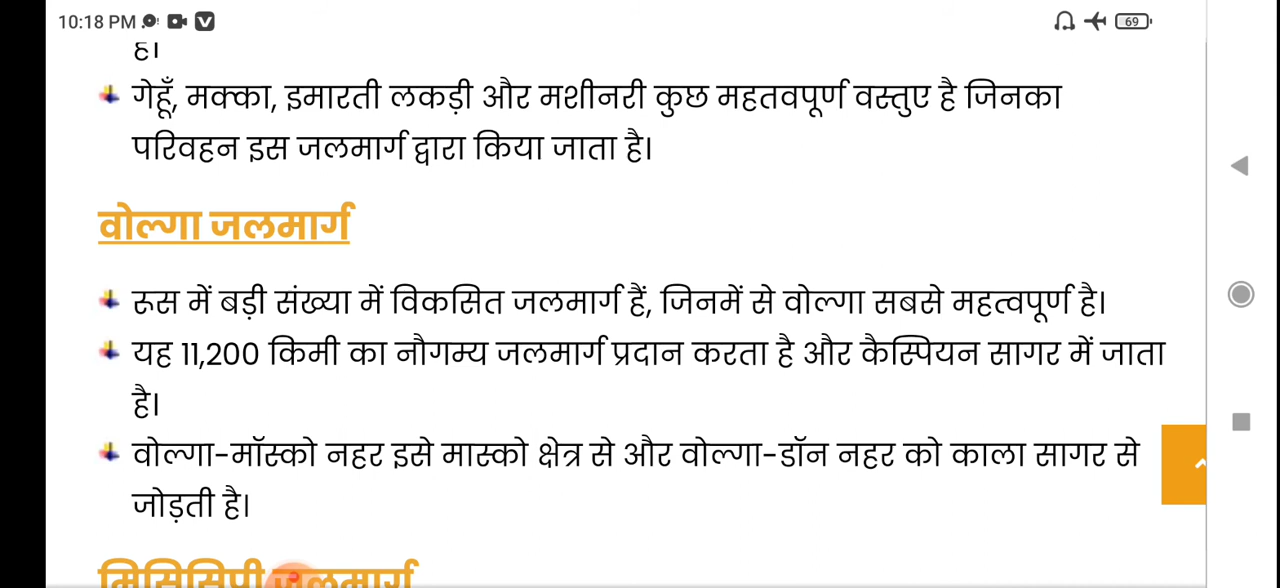 10:18 PM
69
है।
गेहूँ, मक्का, इमारती लकड़ी और मशीनरी कुछ महतवपूर्ण वस्तुए है जिनका
परिवहन इस जलमार्ग द्वारा किया जाता है।
वोल्गा जलमार्ग
रूस में बड़ी संख्या में विकसित जलमार्ग हैं, जिनमें से वोल्गा सबसे महत्वपूर्ण है।
यह 11,200 किमी का नौगम्य जलमार्ग प्रदान करता है और कैस्पियन सागर में जाता
है।
वोल्गा-मॉस्को नहर इसे मास्को क्षेत्र से और वोल्गा-डॉन नहर को काला सागर से
जोड़ती है।
मिसिसिपी जलमार्ग